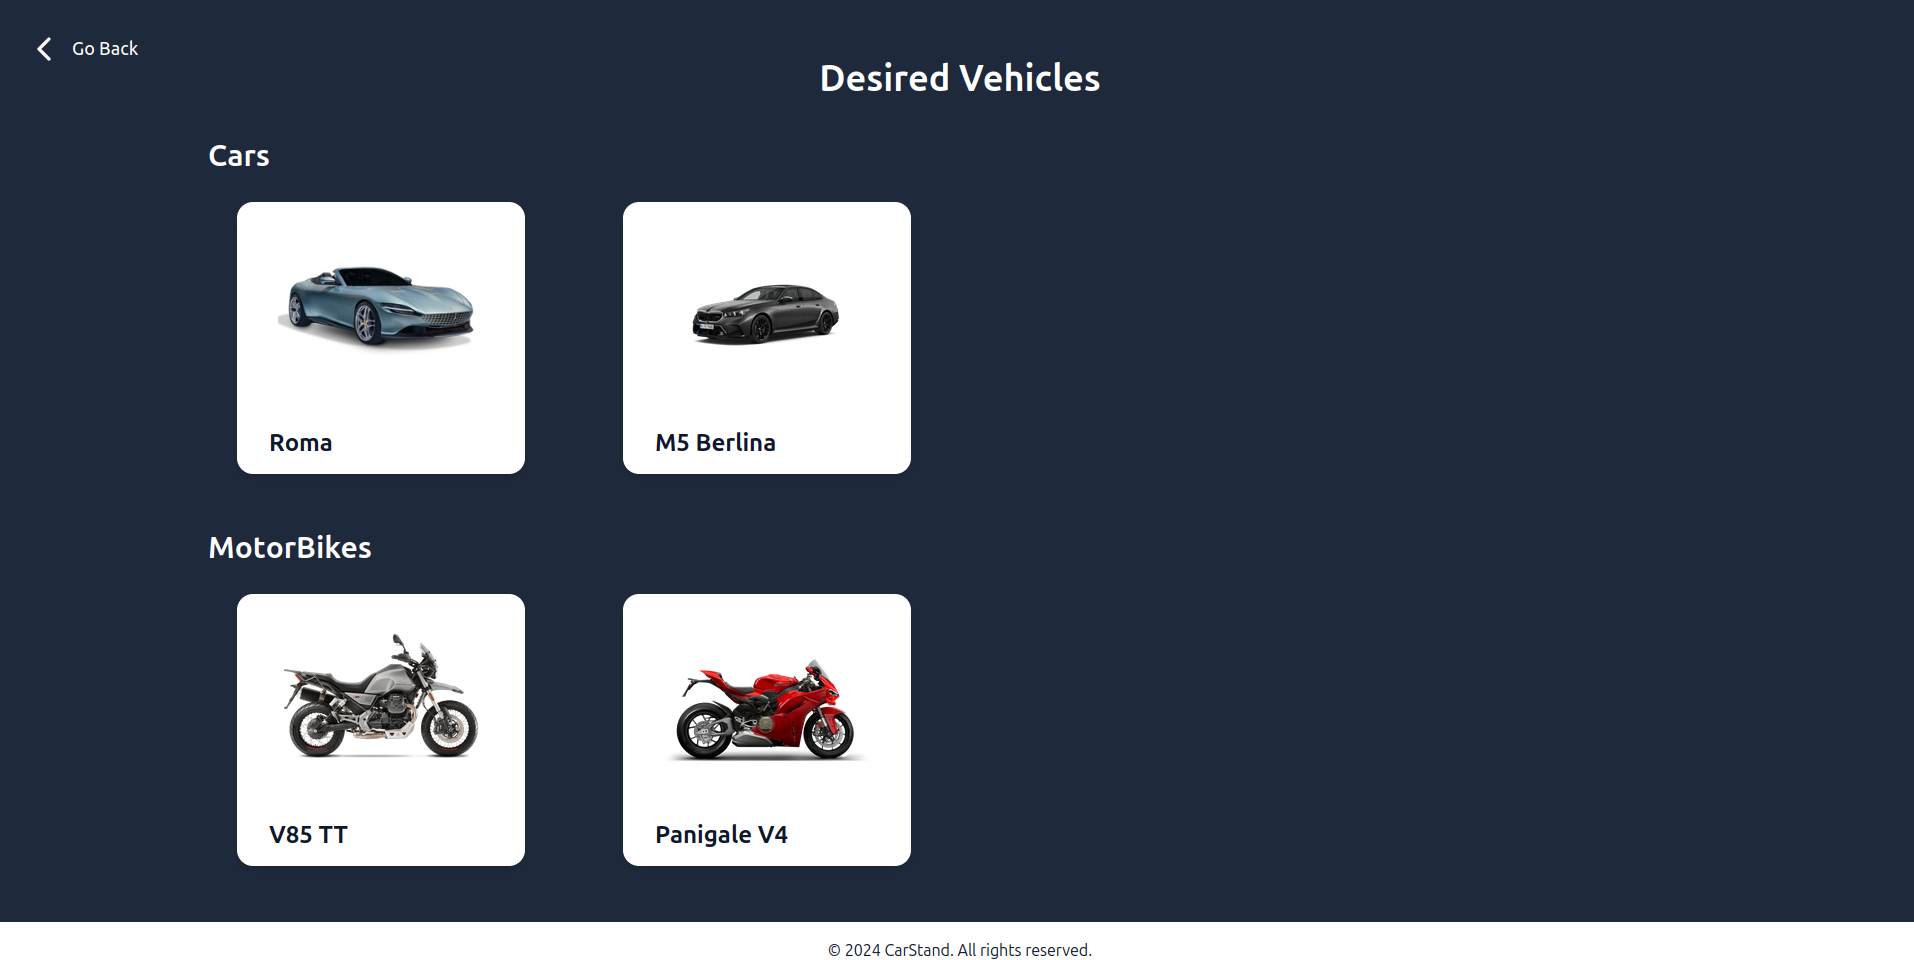 Go Back
Desired Vehicles
Cars
Roma
M5 Berlina
MotorBikes
V85 TT
Panigale V4
© 2024 CarStand. All rights reserved.